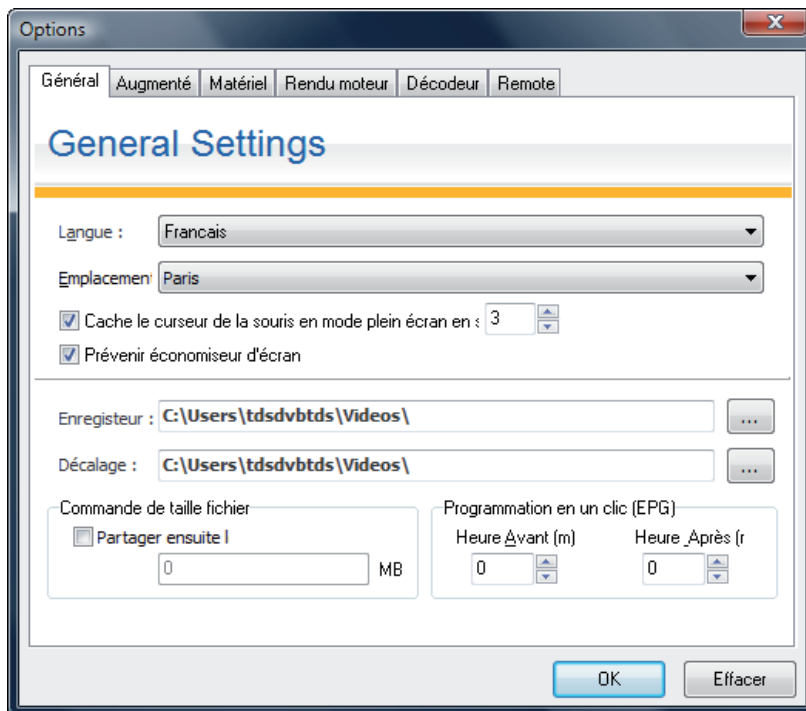 Options
Général Augmenté Matériel Rendu moteur Décodeur Remote
General Settings
Langue : Francais
Emplacement Paris
Cache le curseur de la souris en mode plein écran en s 3
Prévenir économiseur d'écran
Enregisteur : C:\Users\tdsdvbtds\Videos\ ...
Décalage : C:\Users\tdsdvbtds\Videos\ ...
Commande de taille fichier Programmation en un clic (EPG)
Partager ensuite l Heure Avant (m) Heure Après (r
0 MB 0 0
OK Effacer